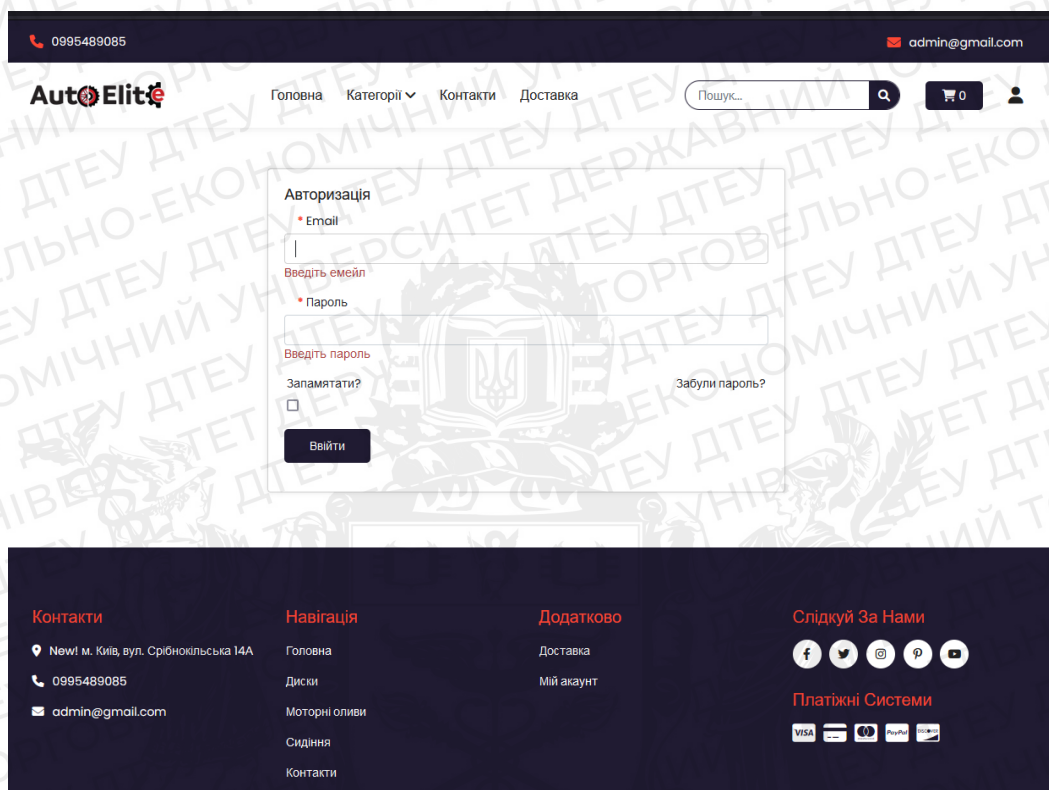 0995489085
admin@gmail.com
AutoElite
Головна Категорії Контакти Доставка
Пошук...
0
Авторизація
* Email
Введіть емейл
* Пароль
Введіть пароль
Запамятати?
Забули пароль?
Ввійти
Контакти
New! м. Київ, вул. Срібнокільська 14А
0995489085
admin@gmail.com
Навігація
Головна
Диски
Моторні оливи
Сидіння
Контакти
Додатково
Доставка
Мій акаунт
Слідкуй За Нами
Платіжні Системи
VISA
PayPal
DISCOVER